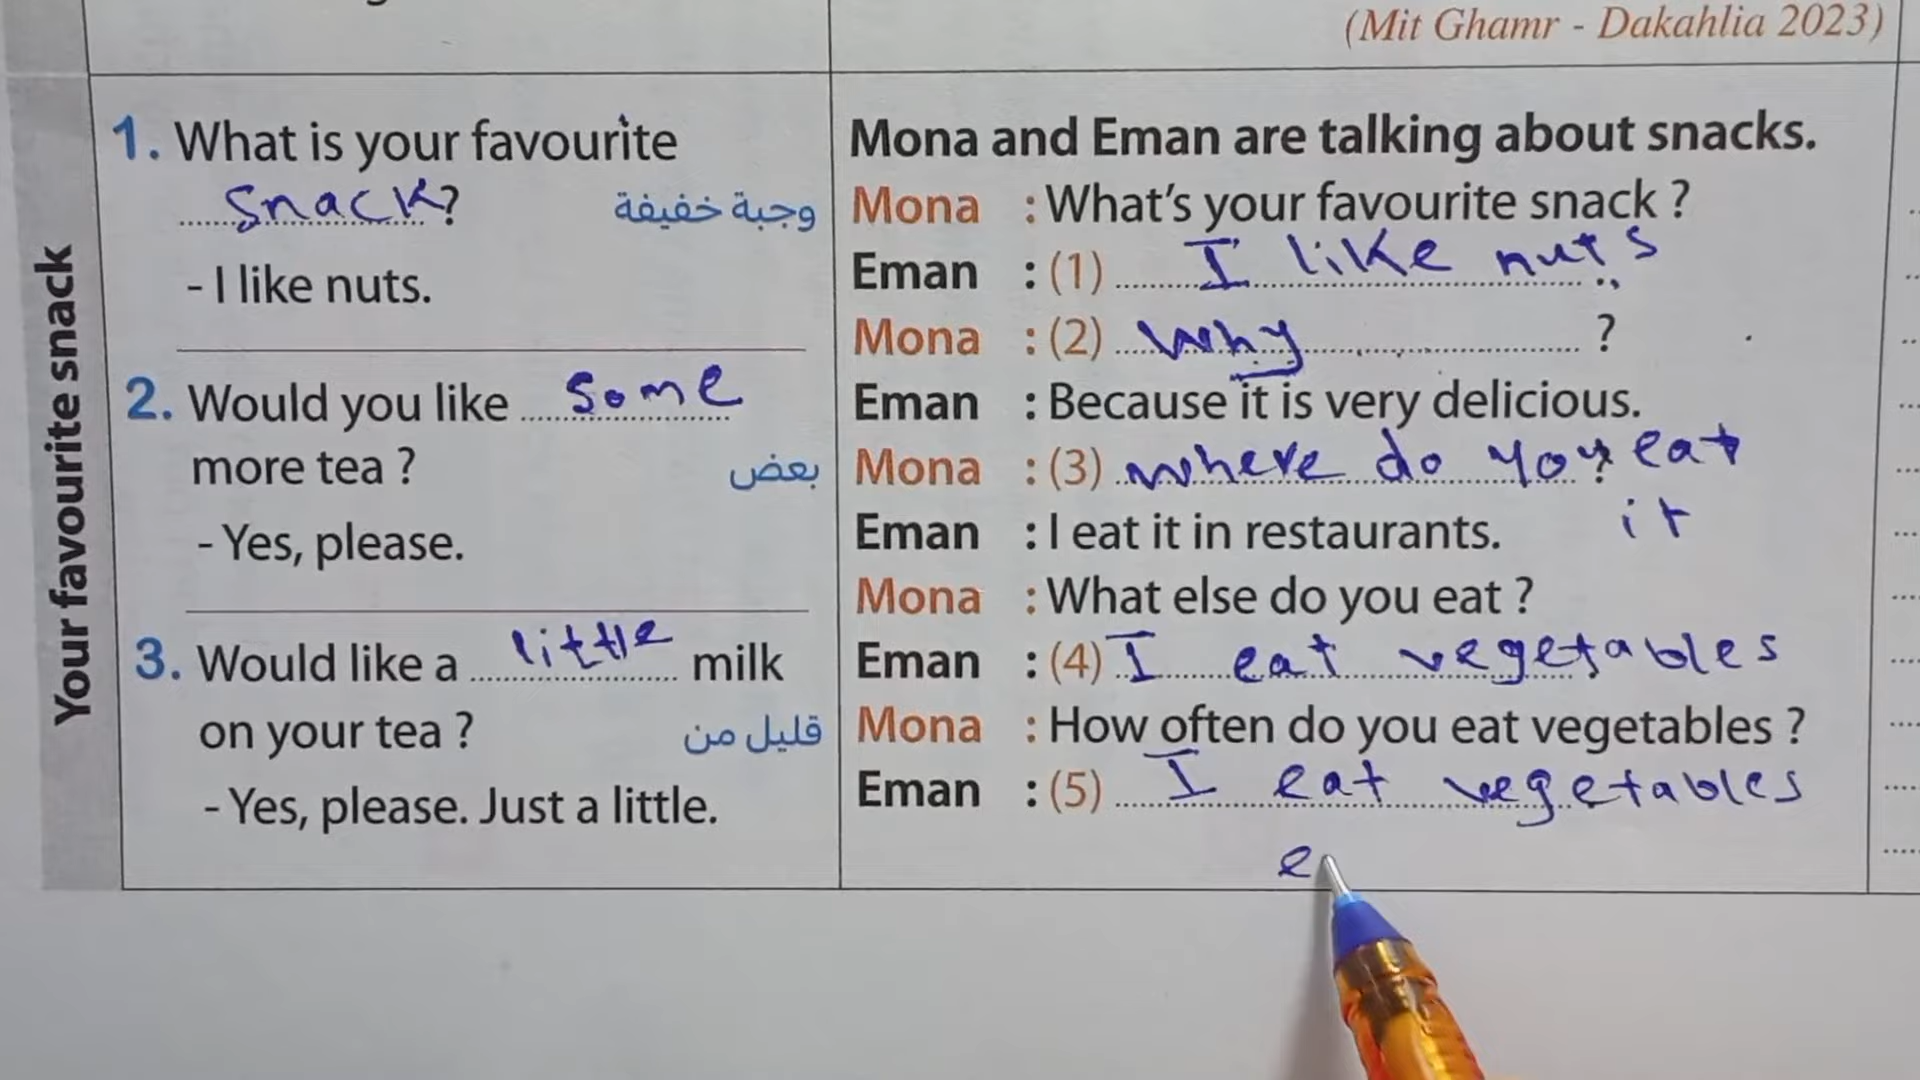 (Mit Ghamr - Dakahlia 2023)
Your favourite snack
1. What is your favourite
snack? وجبة خفيفة
- I like nuts.
2. Would you like some
more tea ? بعض
- Yes, please.
3. Would like a little milk
on your tea ? قليل من
- Yes, please. Just a little.
Mona and Eman are talking about snacks.
Mona : What's your favourite snack ?
Eman : (1) I like nuts
Mona : (2) why ?
Eman : Because it is very delicious.
Mona : (3) where do you ? eat
it
Eman : I eat it in restaurants.
Mona : What else do you eat ?
Eman : (4) I eat vegetables
Mona : How often do you eat vegetables ?
Eman : (5) I eat vegetables
e